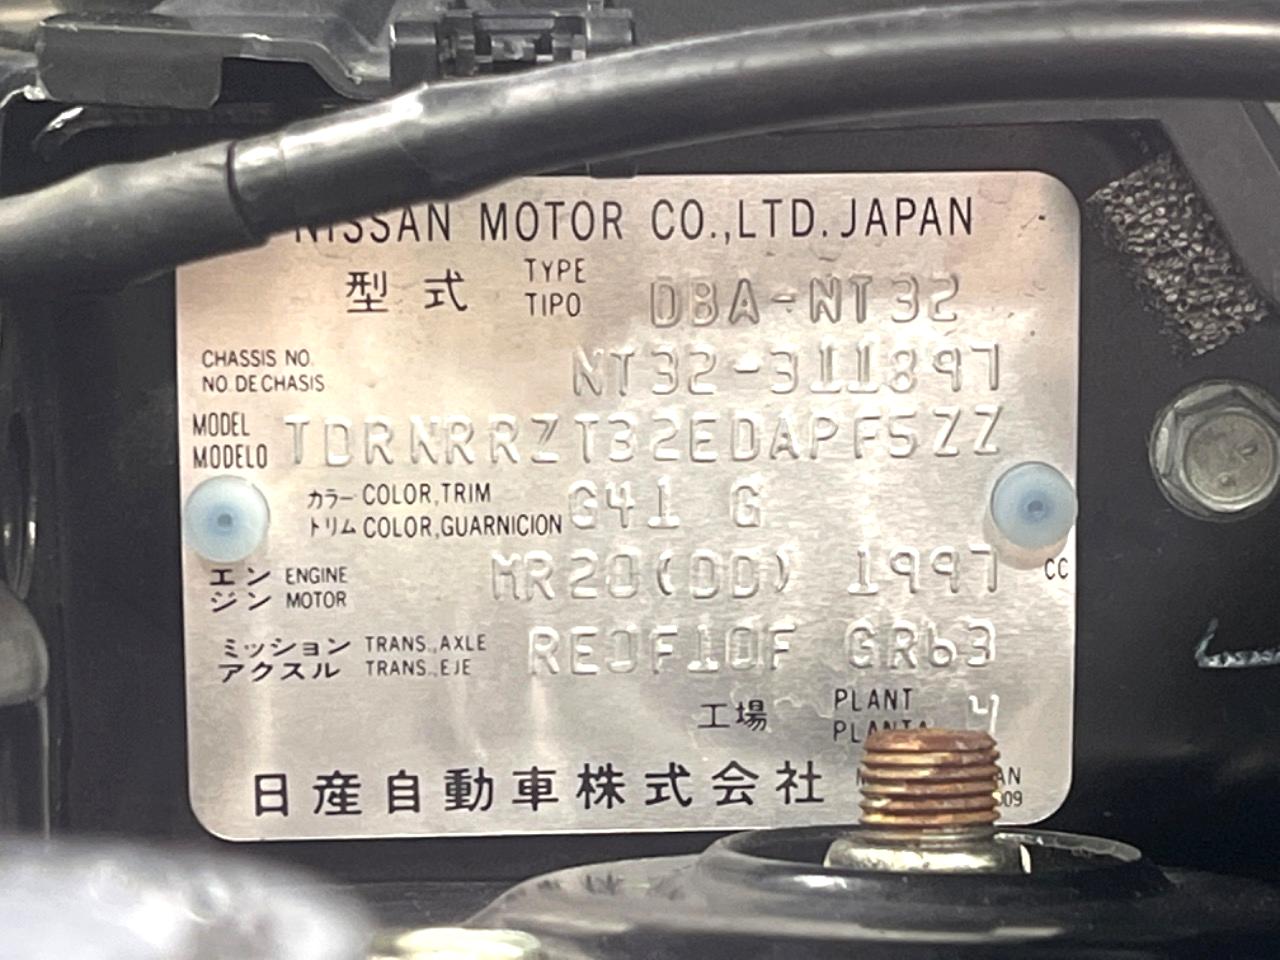 NISSAN MOTOR CO.,LTD. JAPAN
型式 TYPE TIPO DBA-NT32
CHASSIS NO. NO. DE CHASIS NT32-311897
MODEL MODELO TDRNRRZT32EDAPF5ZZ
カラー COLOR,TRIM G41 G
トリム COLOR,GUARNICION
エンジン ENGINE MOTOR MR20(DD) 1997 CC
ミッション TRANS.,AXLE RE0F10F GR63
アクスル TRANS.,EJE
工場 PLANT PLANTA 4
日産自動車株式会社